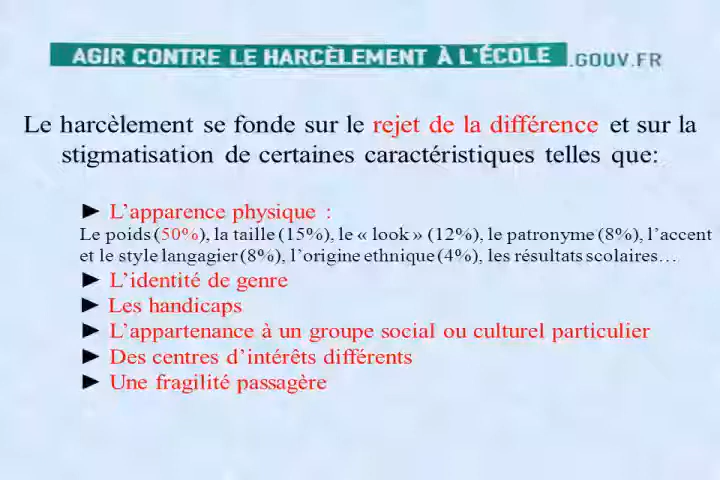 AGIR CONTRE LE HARCÈLEMENT À L'ÉCOLE .GOUV.FR
Le harcèlement se fonde sur le rejet de la différence et sur la
stigmatisation de certaines caractéristiques telles que:
► L'apparence physique :
Le poids (50%), la taille (15%), le « look » (12%), le patronyme (8%), l'accent
et le style langagier (8%), l'origine ethnique (4%), les résultats scolaires…
► L'identité de genre
► Les handicaps
► L'appartenance à un groupe social ou culturel particulier
► Des centres d'intérêts différents
► Une fragilité passagère